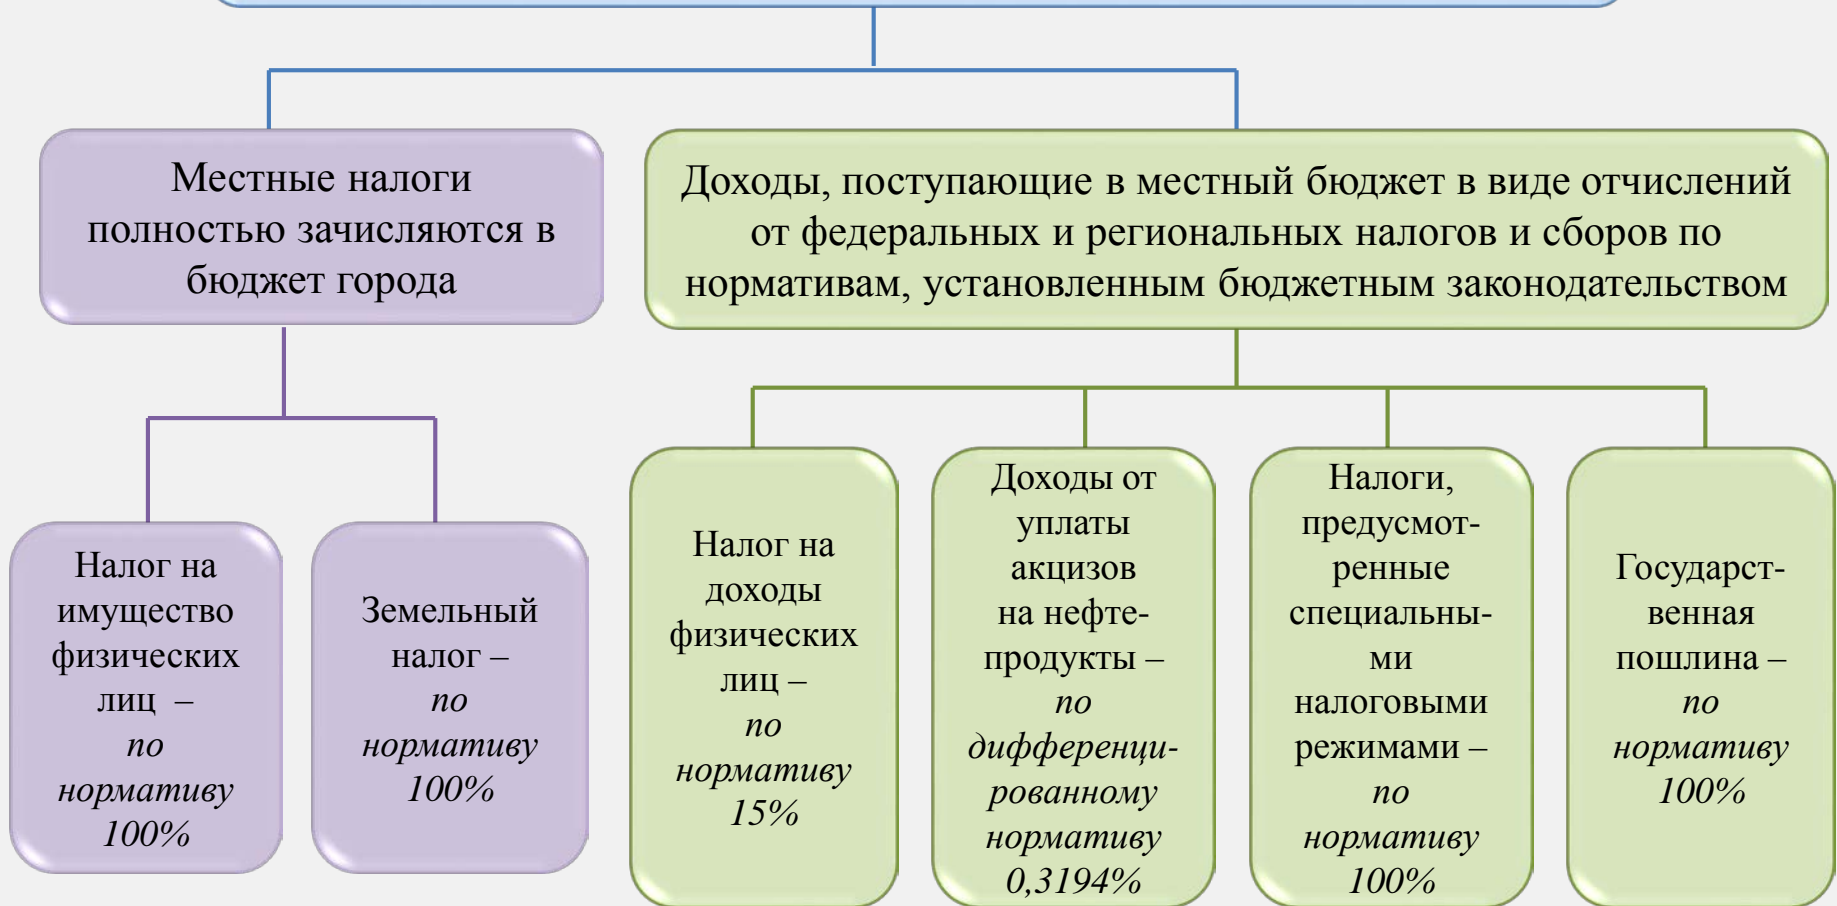 Местные налоги
полностью зачисляются в
бюджет города
Доходы, поступающие в местный бюджет в виде отчислений
от федеральных и региональных налогов и сборов по
нормативам, установленным бюджетным законодательством
Налог на
имущество
физических
лиц –
по
нормативу
100%
Земельный
налог –
по
нормативу
100%
Налог на
доходы
физических
лиц –
по
нормативу
15%
Доходы от
уплаты
акцизов
на нефте-
продукты –
по
дифференци-
рованному
нормативу
0,3194%
Налоги,
предусмот-
ренные
специальны-
ми
налоговыми
режимами –
по
нормативу
100%
Государст-
венная
пошлина –
по
нормативу
100%